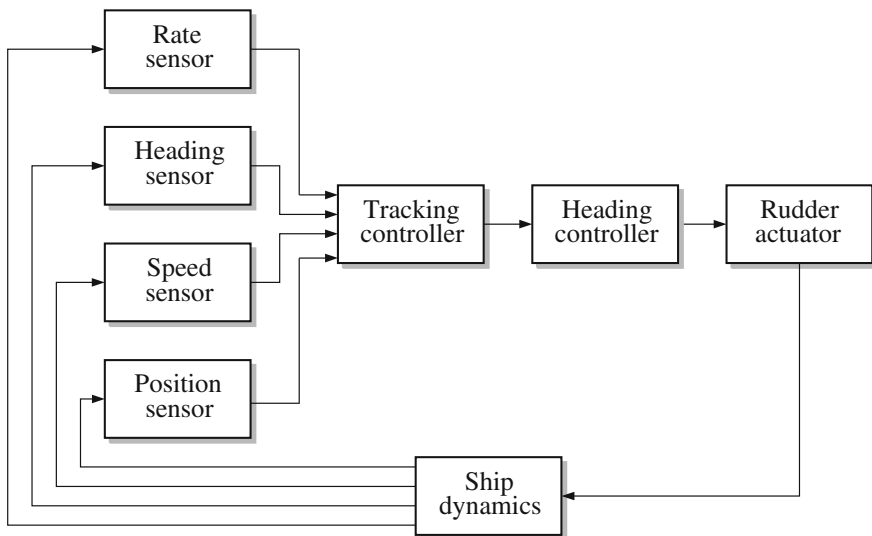 Rate
sensor
Heading
sensor
Speed
sensor
Position
sensor
Tracking
controller
Heading
controller
Rudder
actuator
Ship
dynamics